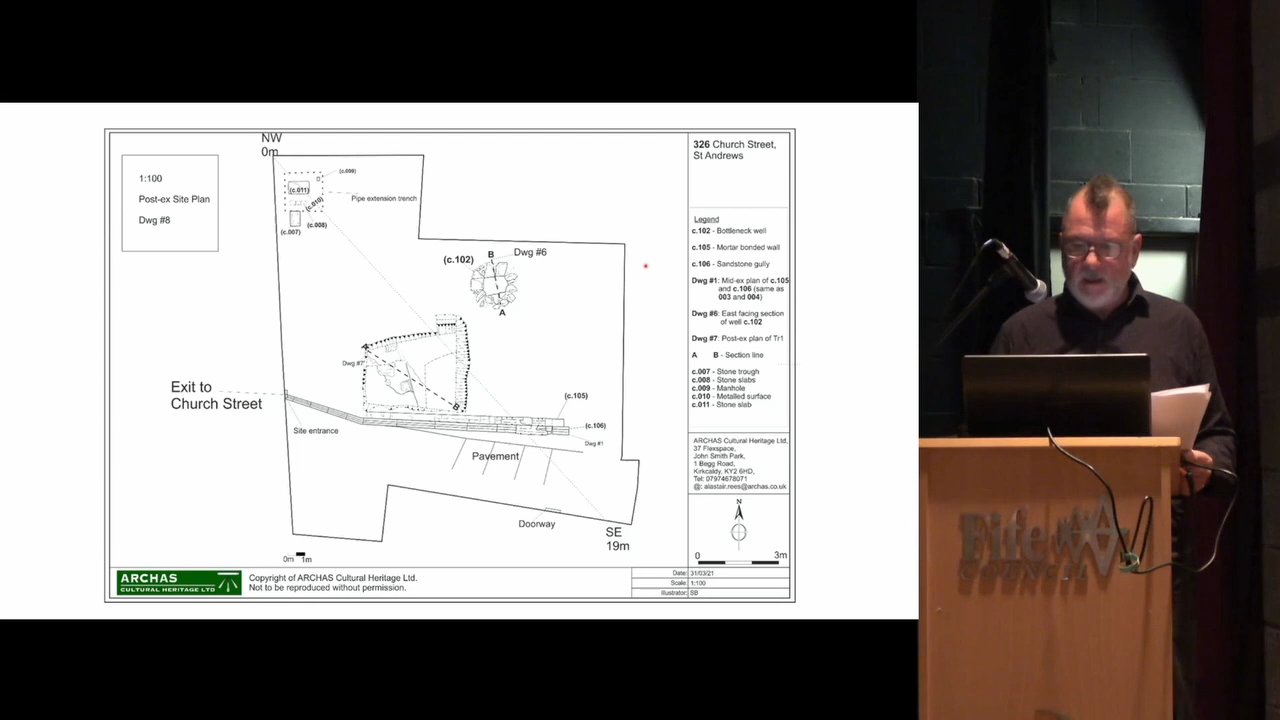 NW
0m
1:100
Post-ex Site Plan
Dwg #8
(c.009)
(c.011)
(c.010)
Pipe extension trench
(c.008)
(c.007)
(c.102)
B
Dwg #6
A
Dwg #7
A
B
Exit to
Church Street
Site entrance
(c.105)
(c.106)
Dwg #1
Pavement
Doorway
SE
19m
0m 1m
326 Church Street,
St Andrews
Legend
c.102 - Bottleneck well
c.105 - Mortar bonded wall
c.106 - Sandstone gully
Dwg #1: Mid-ex plan of c.105
and c.106 (same as
003 and 004)
Dwg #6: East facing section
of well c.102
Dwg #7: Post-ex plan of Tr1
A B - Section line
c.007 - Stone trough
c.008 - Stone slabs
c.009 - Manhole
c.010 - Metalled surface
c.011 - Stone slab
ARCHAS Cultural Heritage Ltd,
37 Flexspace,
John Smith Park,
1 Begg Road,
Kirkcaldy, KY2 6HD,
Tel: 07974678071
@: alastair.rees@archas.co.uk
N
0 3m
ARCHAS
CULTURAL HERITAGE LTD
Copyright of ARCHAS Cultural Heritage Ltd.
Not to be reproduced without permission.
Date: 31/03/21
Scale: 1:100
Illustrator: SB
Fife
COUNCIL